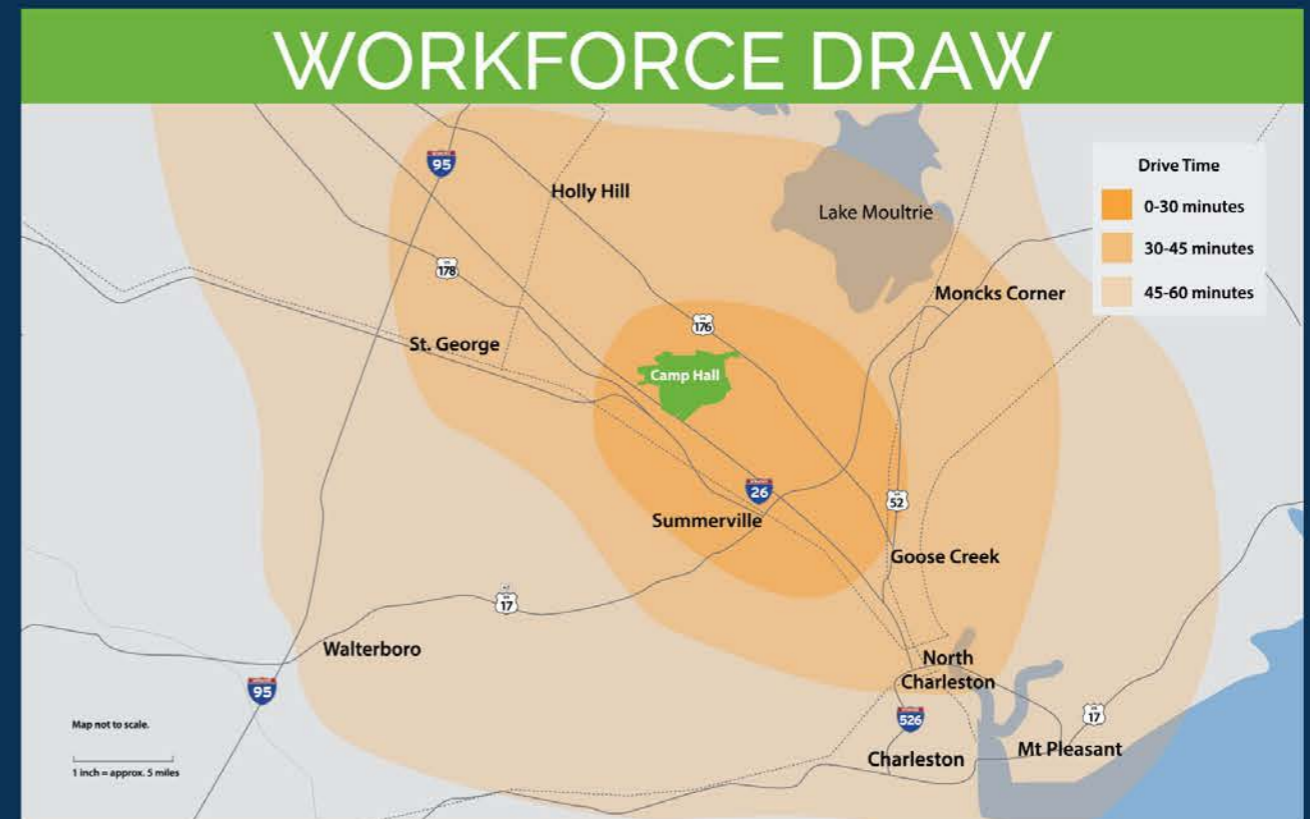 WORKFORCE DRAW
Drive Time
0-30 minutes
30-45 minutes
45-60 minutes
95
Holly Hill
Lake Moultrie
178
Moncks Corner
176
St. George
Camp Hall
26
52
Summerville
Goose Creek
17
Walterboro
North
Charleston
95
526
17
Map not to scale.
Mt Pleasant
Charleston
1 inch = approx. 5 miles